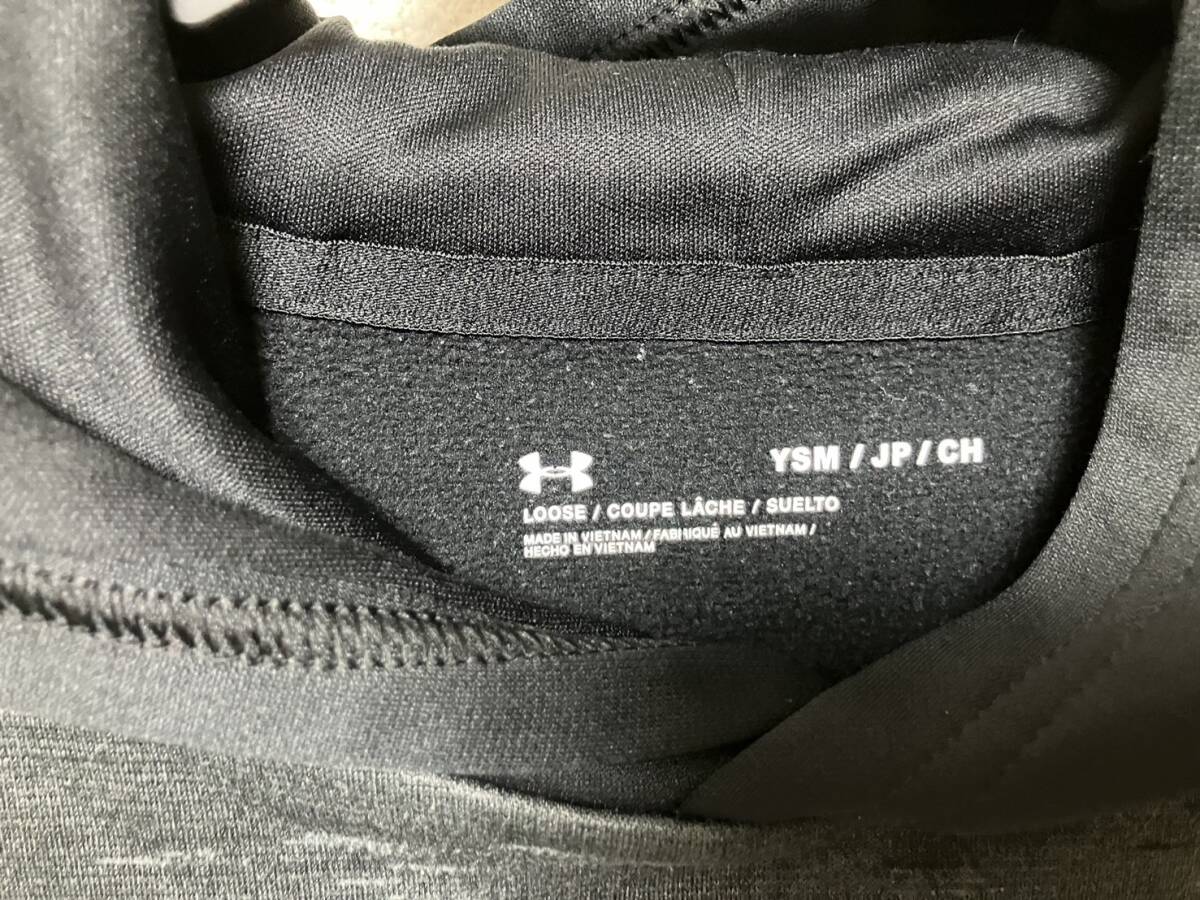 YSM / JP / CH
LOOSE / COUPE LÂCHE / SUELTO
MADE IN VIETNAM / FABRIQUÉ AU VIETNAM /
HECHO EN VIETNAM